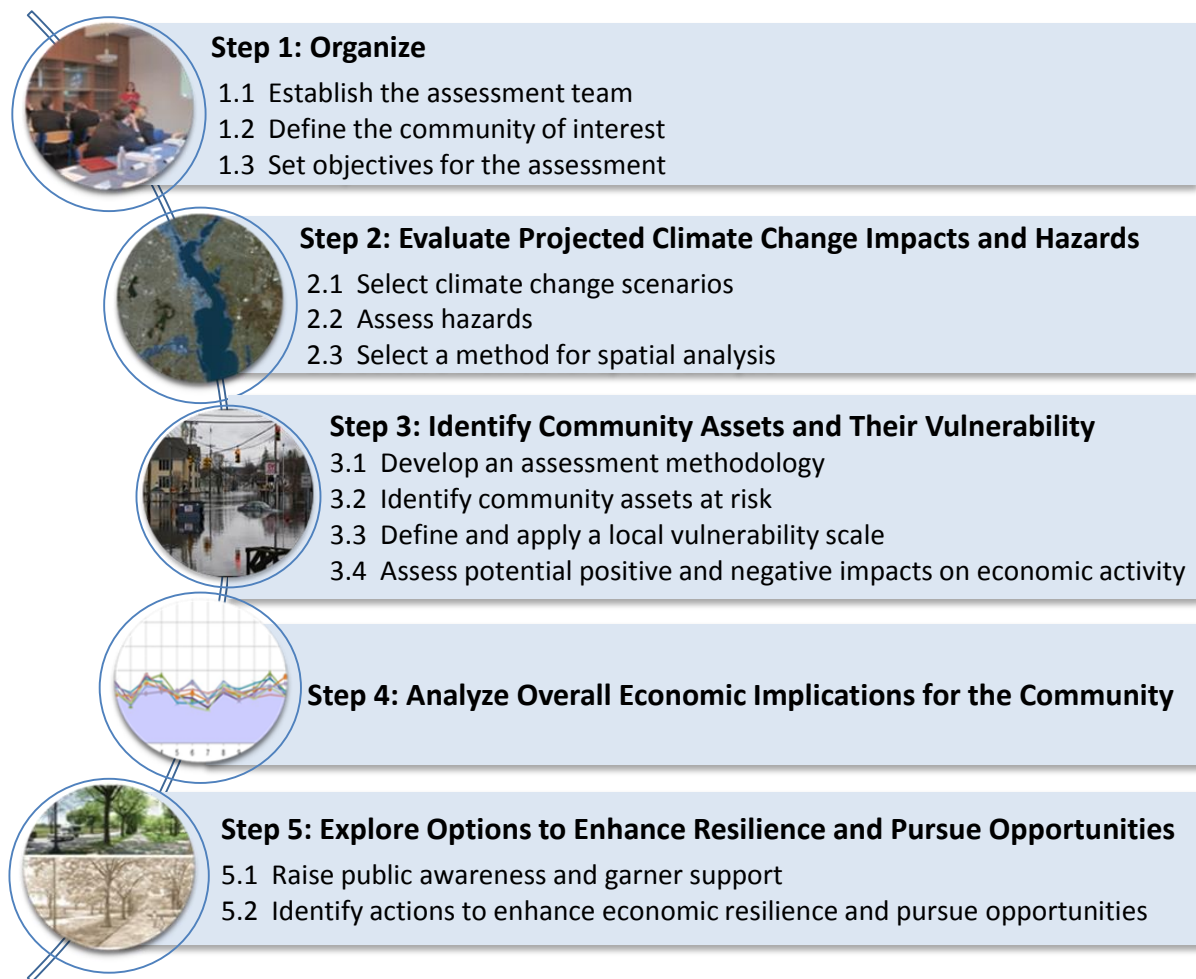 Step 1: Organize
1.1 Establish the assessment team
1.2 Define the community of interest
1.3 Set objectives for the assessment
Step 2: Evaluate Projected Climate Change Impacts and Hazards
2.1 Select climate change scenarios
2.2 Assess hazards
2.3 Select a method for spatial analysis
Step 3: Identify Community Assets and Their Vulnerability
3.1 Develop an assessment methodology
3.2 Identify community assets at risk
3.3 Define and apply a local vulnerability scale
3.4 Assess potential positive and negative impacts on economic activity
Step 4: Analyze Overall Economic Implications for the Community
Step 5: Explore Options to Enhance Resilience and Pursue Opportunities
5.1 Raise public awareness and garner support
5.2 Identify actions to enhance economic resilience and pursue opportunities